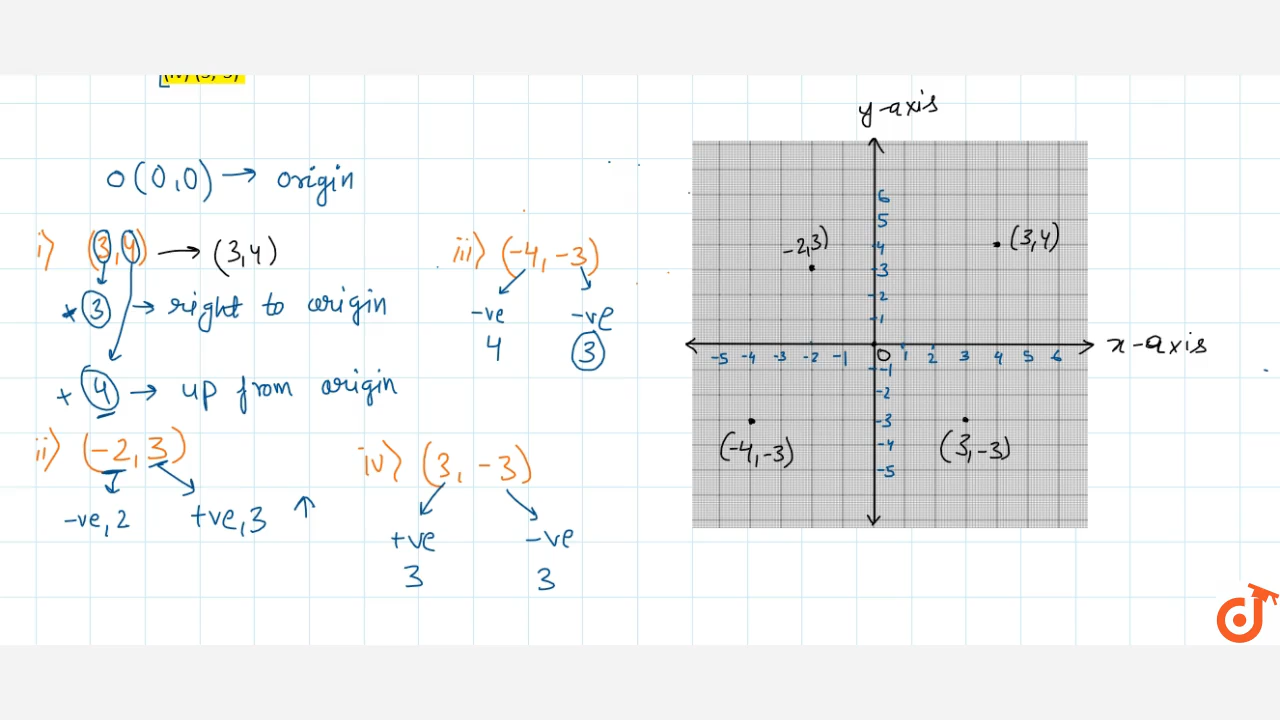 O(0,0) → origin
i) (3,4) → (3,4)
3 → right to origin
+ 4 → up from origin
ii) (-2,3)
-ve,2 +ve,3 ↑
iii) (-4,-3)
-ve -ve
4 3
iv) (3,-3)
+ve -ve
3 3
y-axis
6
5
-2,3) 4 (3,4)
3
2
1
x-axis
-5 -4 -3 -2 -1 0 1 2 3 4 5 6
-1
-2
-3
(-4,-3) -4 (3,-3)
-5